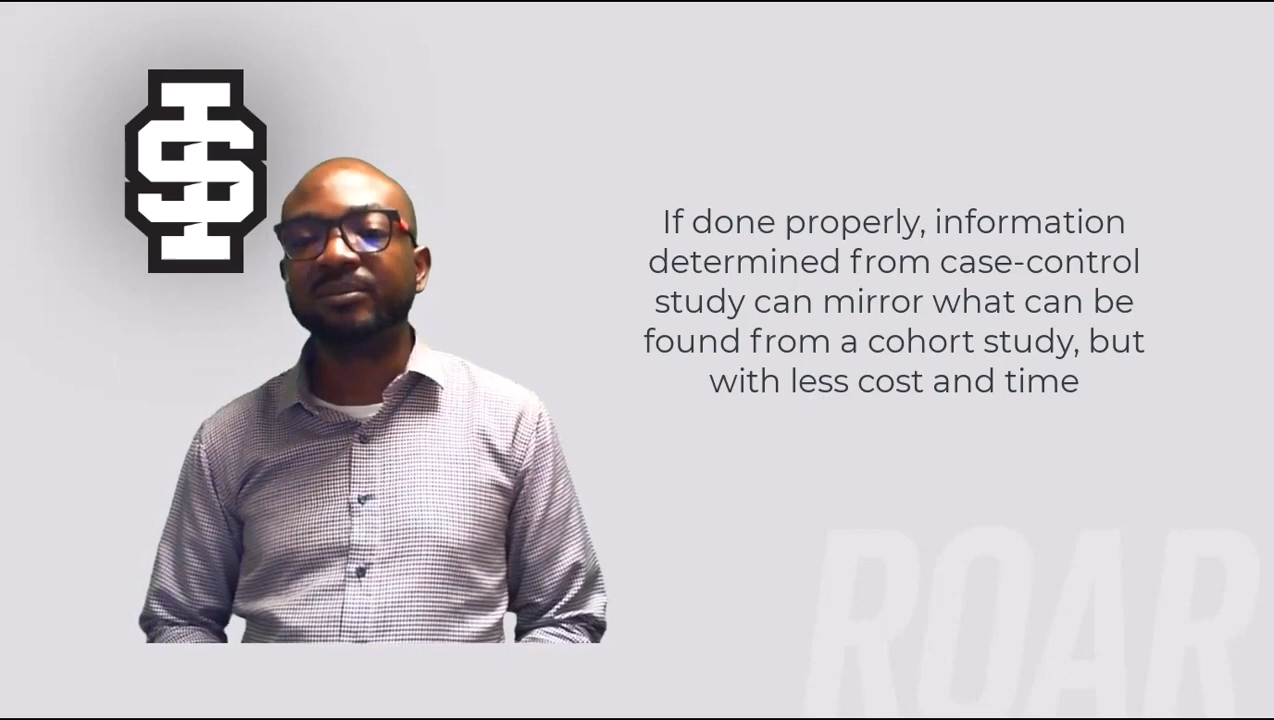 IS
If done properly, information
determined from case-control
study can mirror what can be
found from a cohort study, but
with less cost and time
ROAR